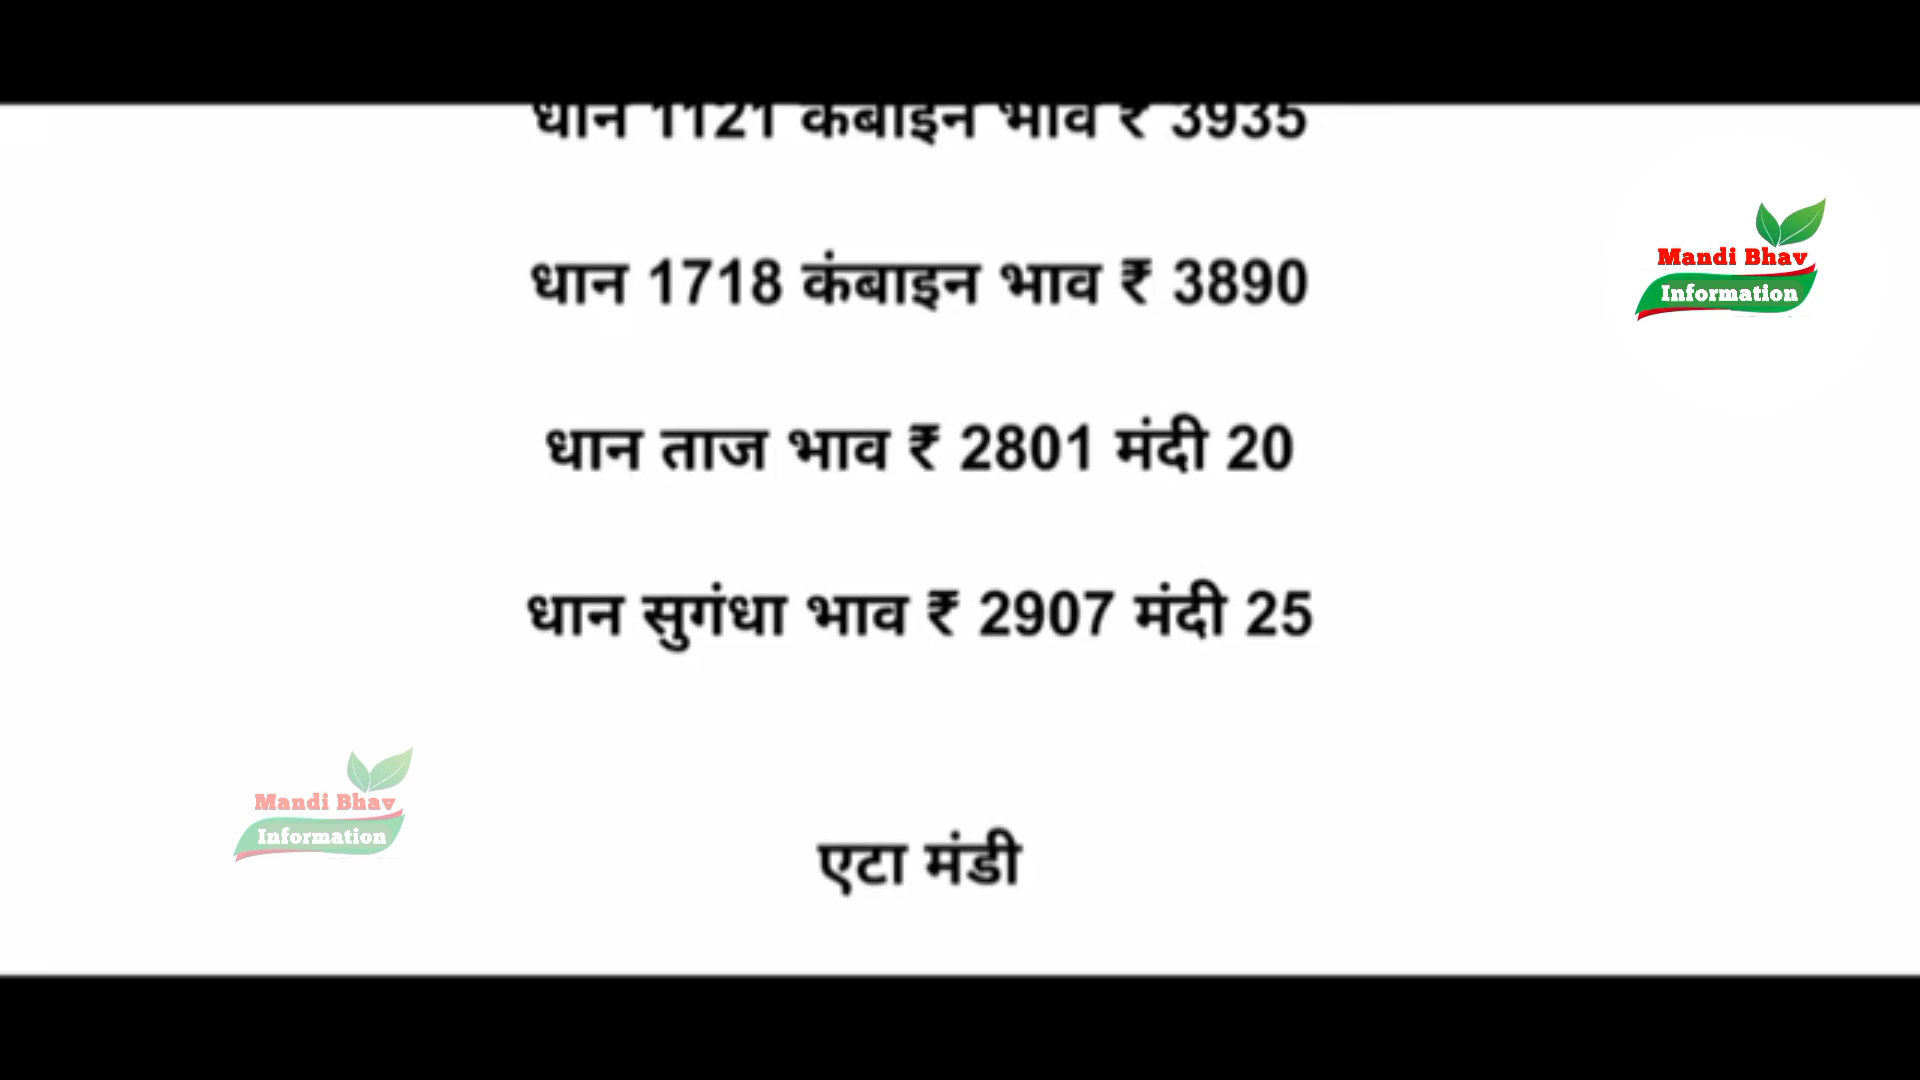 धान 1121 कंबाइन भाव ₹ 3935
धान 1718 कंबाइन भाव ₹ 3890
Mandi Bhav
Information
धान ताज भाव ₹ 2801 मंदी 20
धान सुगंधा भाव ₹ 2907 मंदी 25
Mandi Bhav
Information
एटा मंडी